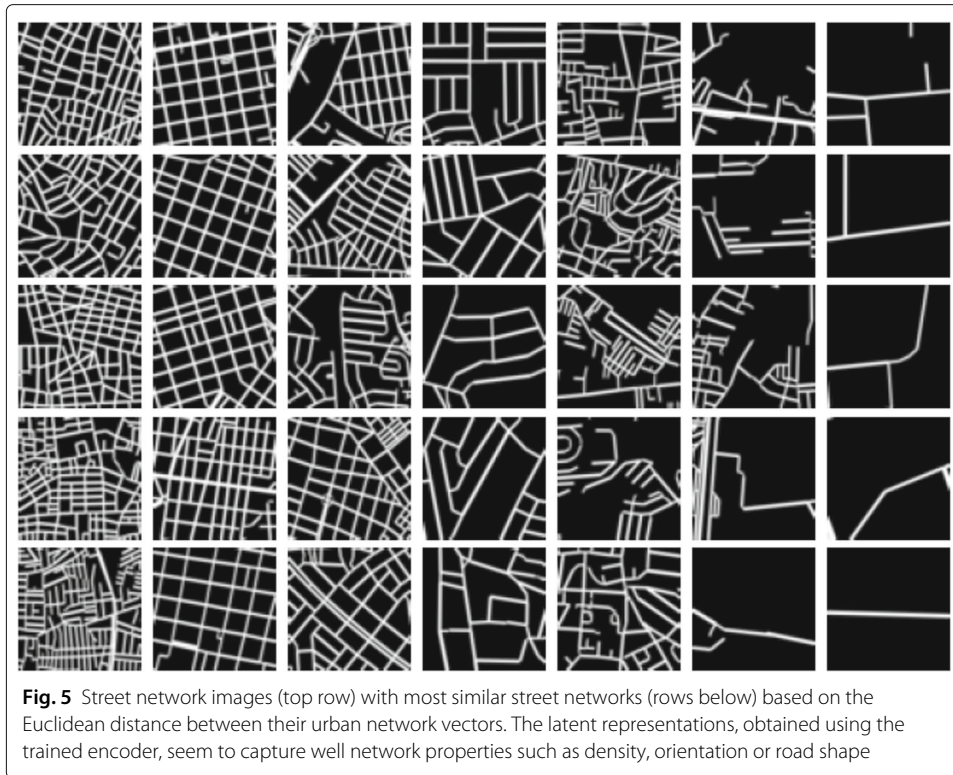 Fig. 5 Street network images (top row) with most similar street networks (rows below) based on the
Euclidean distance between their urban network vectors. The latent representations, obtained using the
trained encoder, seem to capture well network properties such as density, orientation or road shape